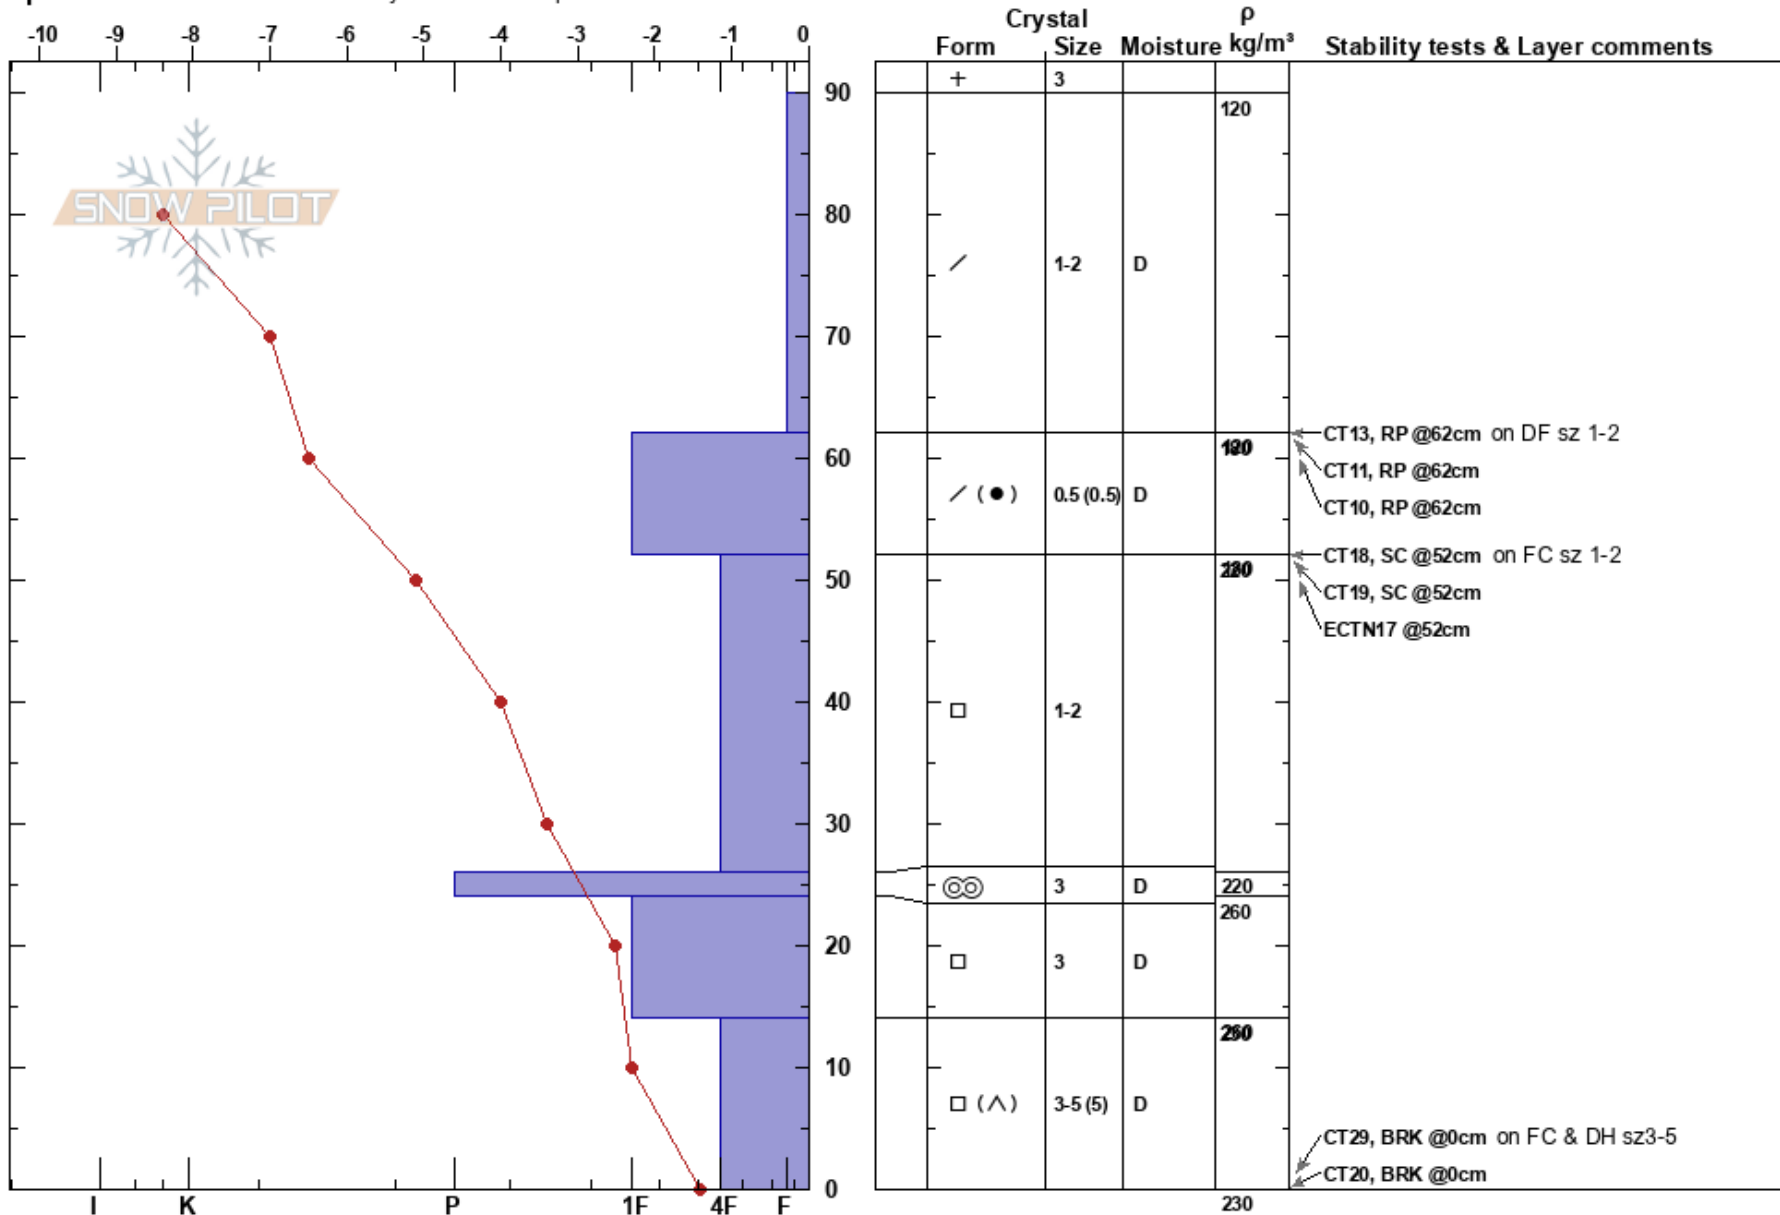 Crystal ρ
Form Size Moisture kg/m³ Stability tests & Layer comments
-10 -9 -8 -7 -6 -5 -4 -3 -2 -1 0
+ 3
90 120
SNOW PILOT
80
/ 1-2 D
70
CT13, RP @62cm on DF sz 1-2
CT11, RP @62cm
60
/ (●) 0.5 (0.5) D
CT10, RP @62cm
CT18, SC @52cm on FC sz 1-2
50
CT19, SC @52cm
ECTN17 @52cm
40
□ 1-2
30
3 D 220
260
20
□ 3 D
10
□ (∧) 3-5 (5) D
CT29, BRK @0cm on FC & DH sz3-5
CT20, BRK @0cm
0
I K P 1F 4F F 230